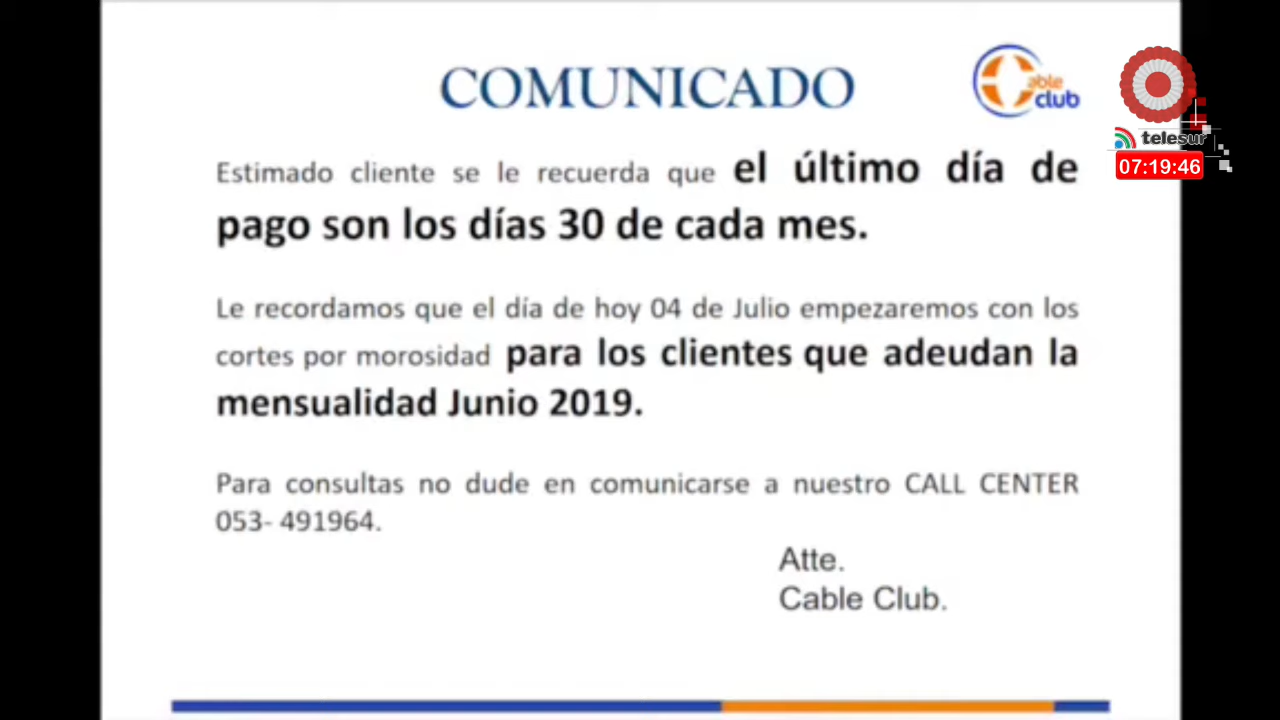 COMUNICADO
able
club
telesur
07:19:46
Estimado cliente se le recuerda que el último día de
pago son los días 30 de cada mes.
Le recordamos que el día de hoy 04 de Julio empezaremos con los
cortes por morosidad para los clientes que adeudan la
mensualidad Junio 2019.
Para consultas no dude en comunicarse a nuestro CALL CENTER
053- 491964.
Atte.
Cable Club.